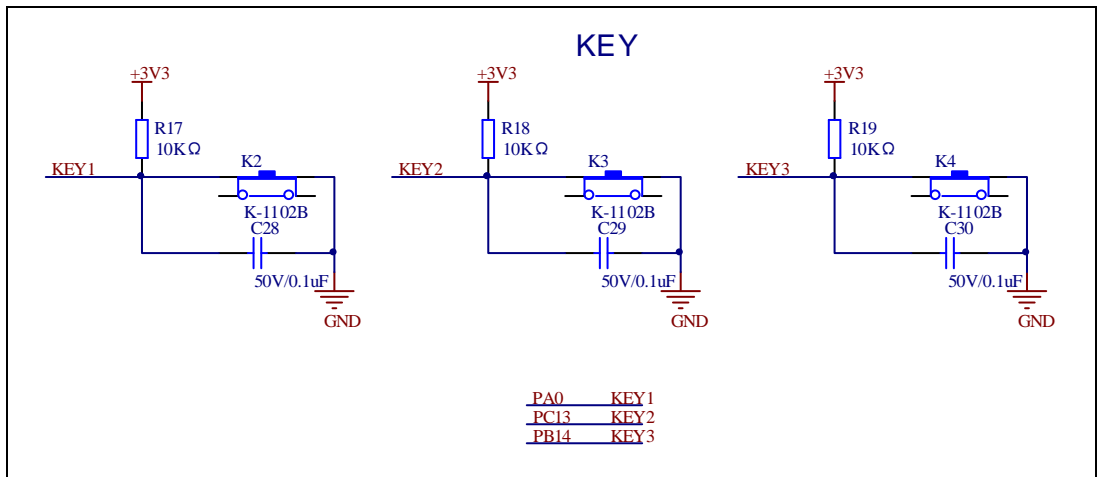 KEY
+3V3
R17
10KΩ
KEY1
K2
K-1102B
C28
50V/0.1uF
GND
+3V3
R18
10KΩ
KEY2
K3
K-1102B
C29
50V/0.1uF
GND
+3V3
R19
10KΩ
KEY3
K4
K-1102B
C30
50V/0.1uF
GND
PA0 KEY1
PC13 KEY2
PB14 KEY3